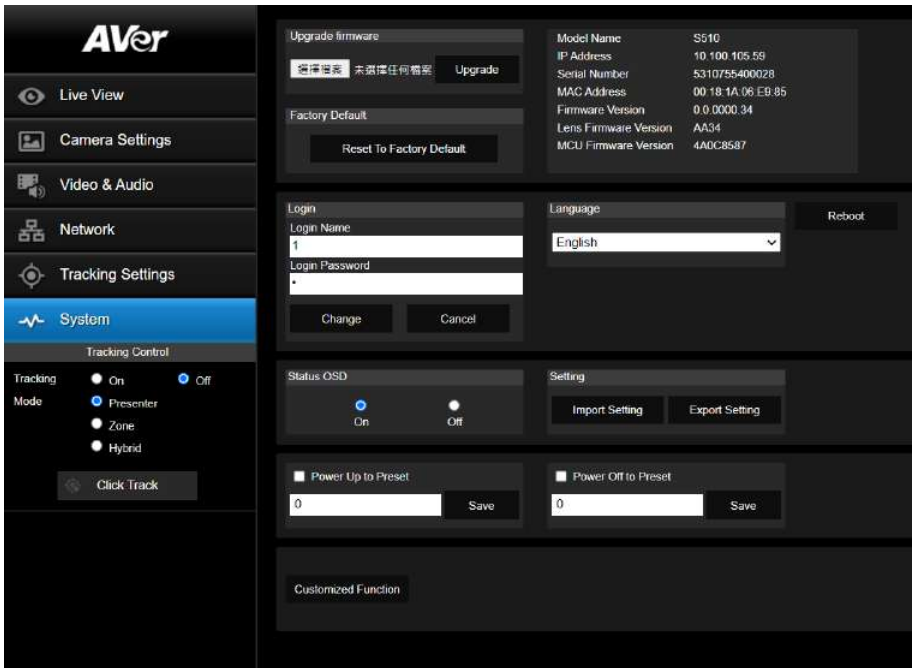 AVer
Live View
Camera Settings
Video & Audio
Network
Tracking Settings
System
Tracking Control
Tracking On Off
Mode Presenter
Zone
Hybrid
Click Track
Upgrade firmware
選擇檔案 未選擇任何檔案 Upgrade
Factory Default
Reset To Factory Default
Model Name S510
IP Address 10.100.105.59
Serial Number 5310755400028
MAC Address 00:18:1A:06:E9:85
Firmware Version 0.0.0000.34
Lens Firmware Version AA34
MCU Firmware Version 4A0C8587
Login
Login Name
1
Login Password
•
Change Cancel
Language
English
Reboot
Status OSD
On Off
Setting
Import Setting Export Setting
Power Up to Preset
0 Save
Power Off to Preset
0 Save
Customized Function